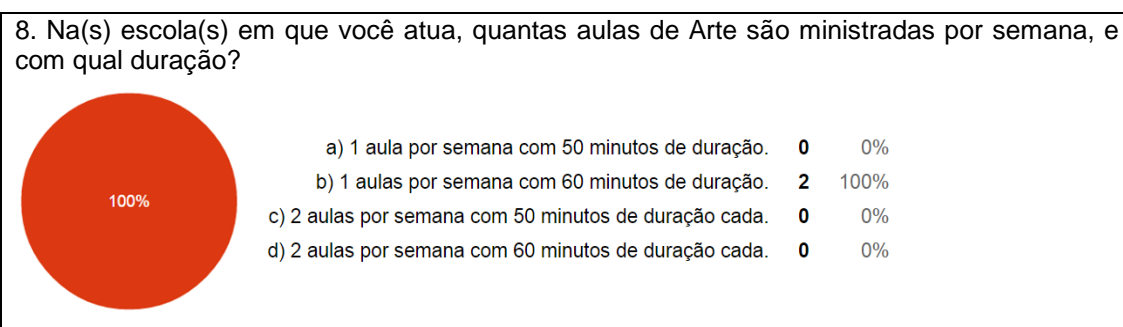 8. Na(s) escola(s) em que você atua, quantas aulas de Arte são ministradas por semana, e
com qual duração?
a) 1 aula por semana com 50 minutos de duração. 0 0%
b) 1 aulas por semana com 60 minutos de duração. 2 100%
100%
c) 2 aulas por semana com 50 minutos de duração cada. 0 0%
d) 2 aulas por semana com 60 minutos de duração cada. 0 0%